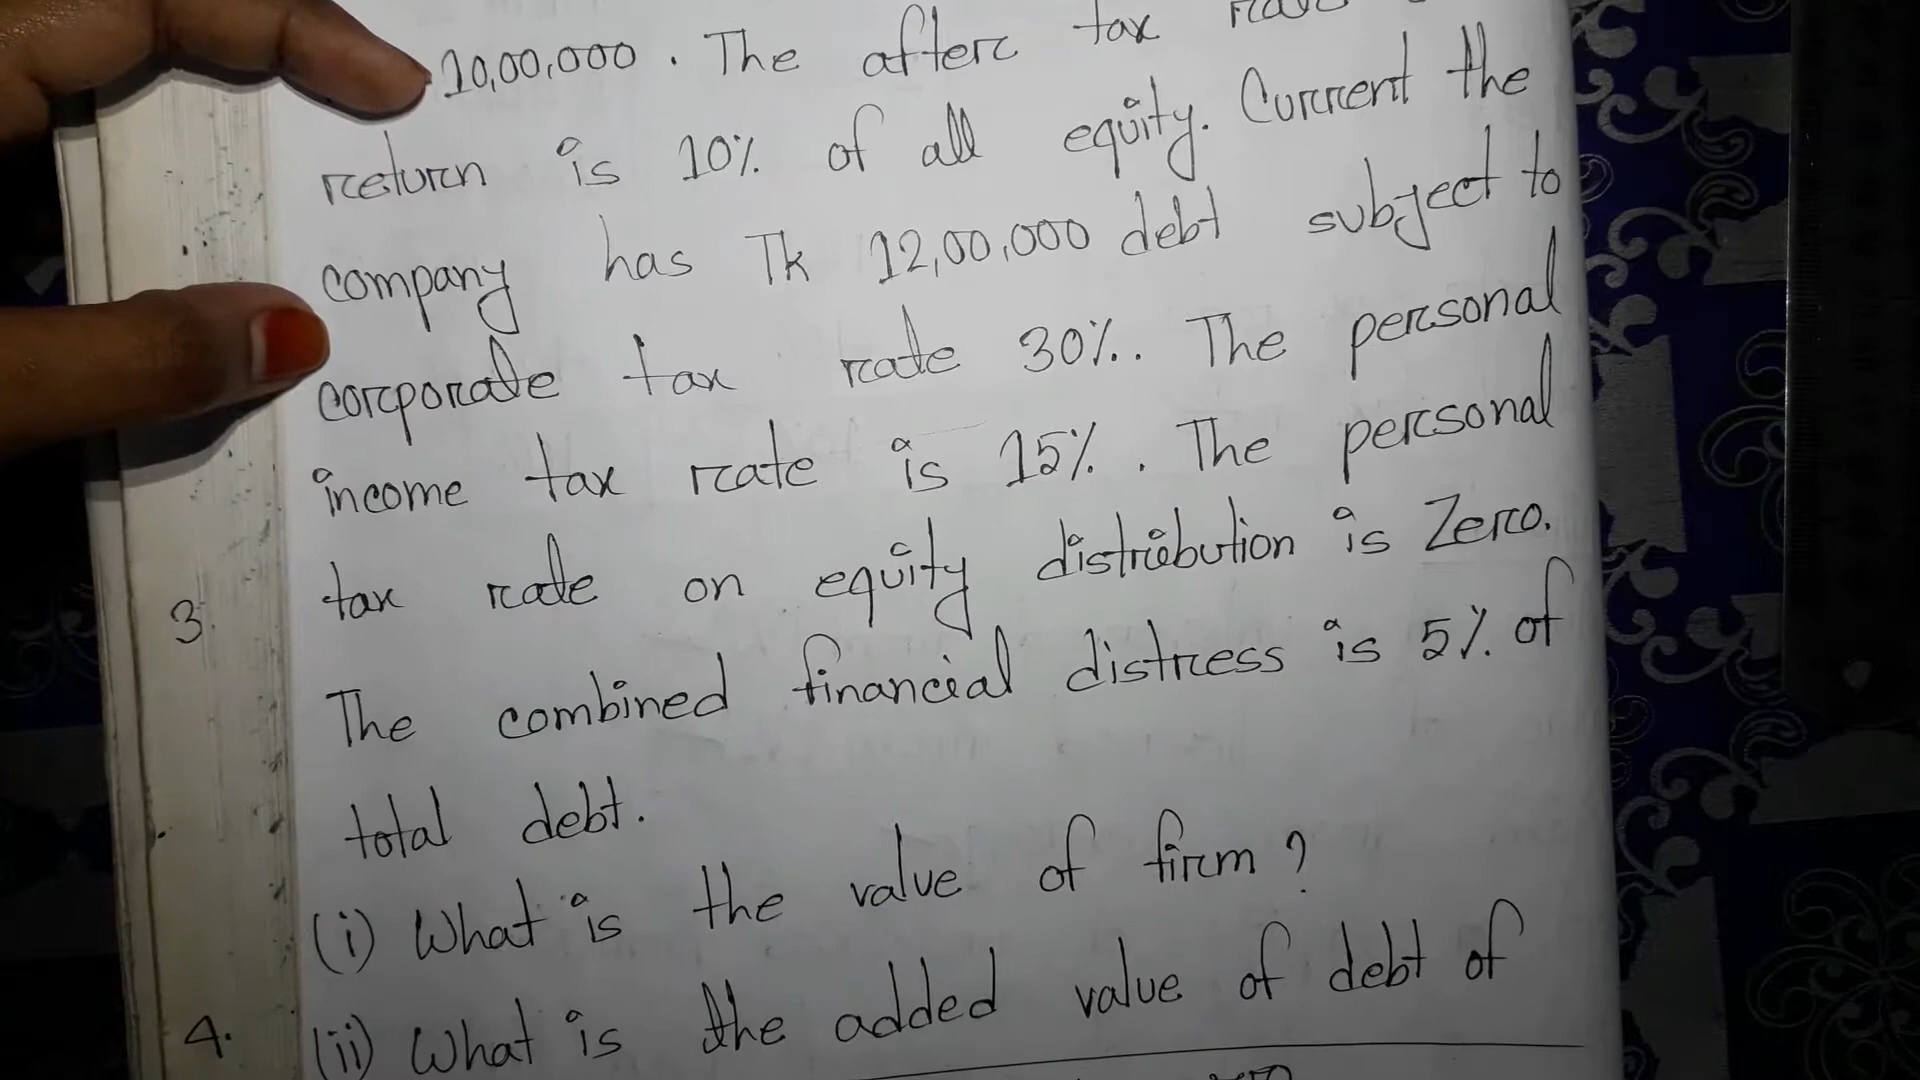 10,00,000. The after tax
return is 10% of all equity. Current the
company has Tk 12,00,000 debt subject to
corporate tax rate 30%. The personal
income tax rate is 15%. The personal
tax rate on equity distribution is Zero.
3.
The combined financial distress is 5% of
total debt.
(i) What is the value of firm?
4.
(ii) What is the added value of debt of